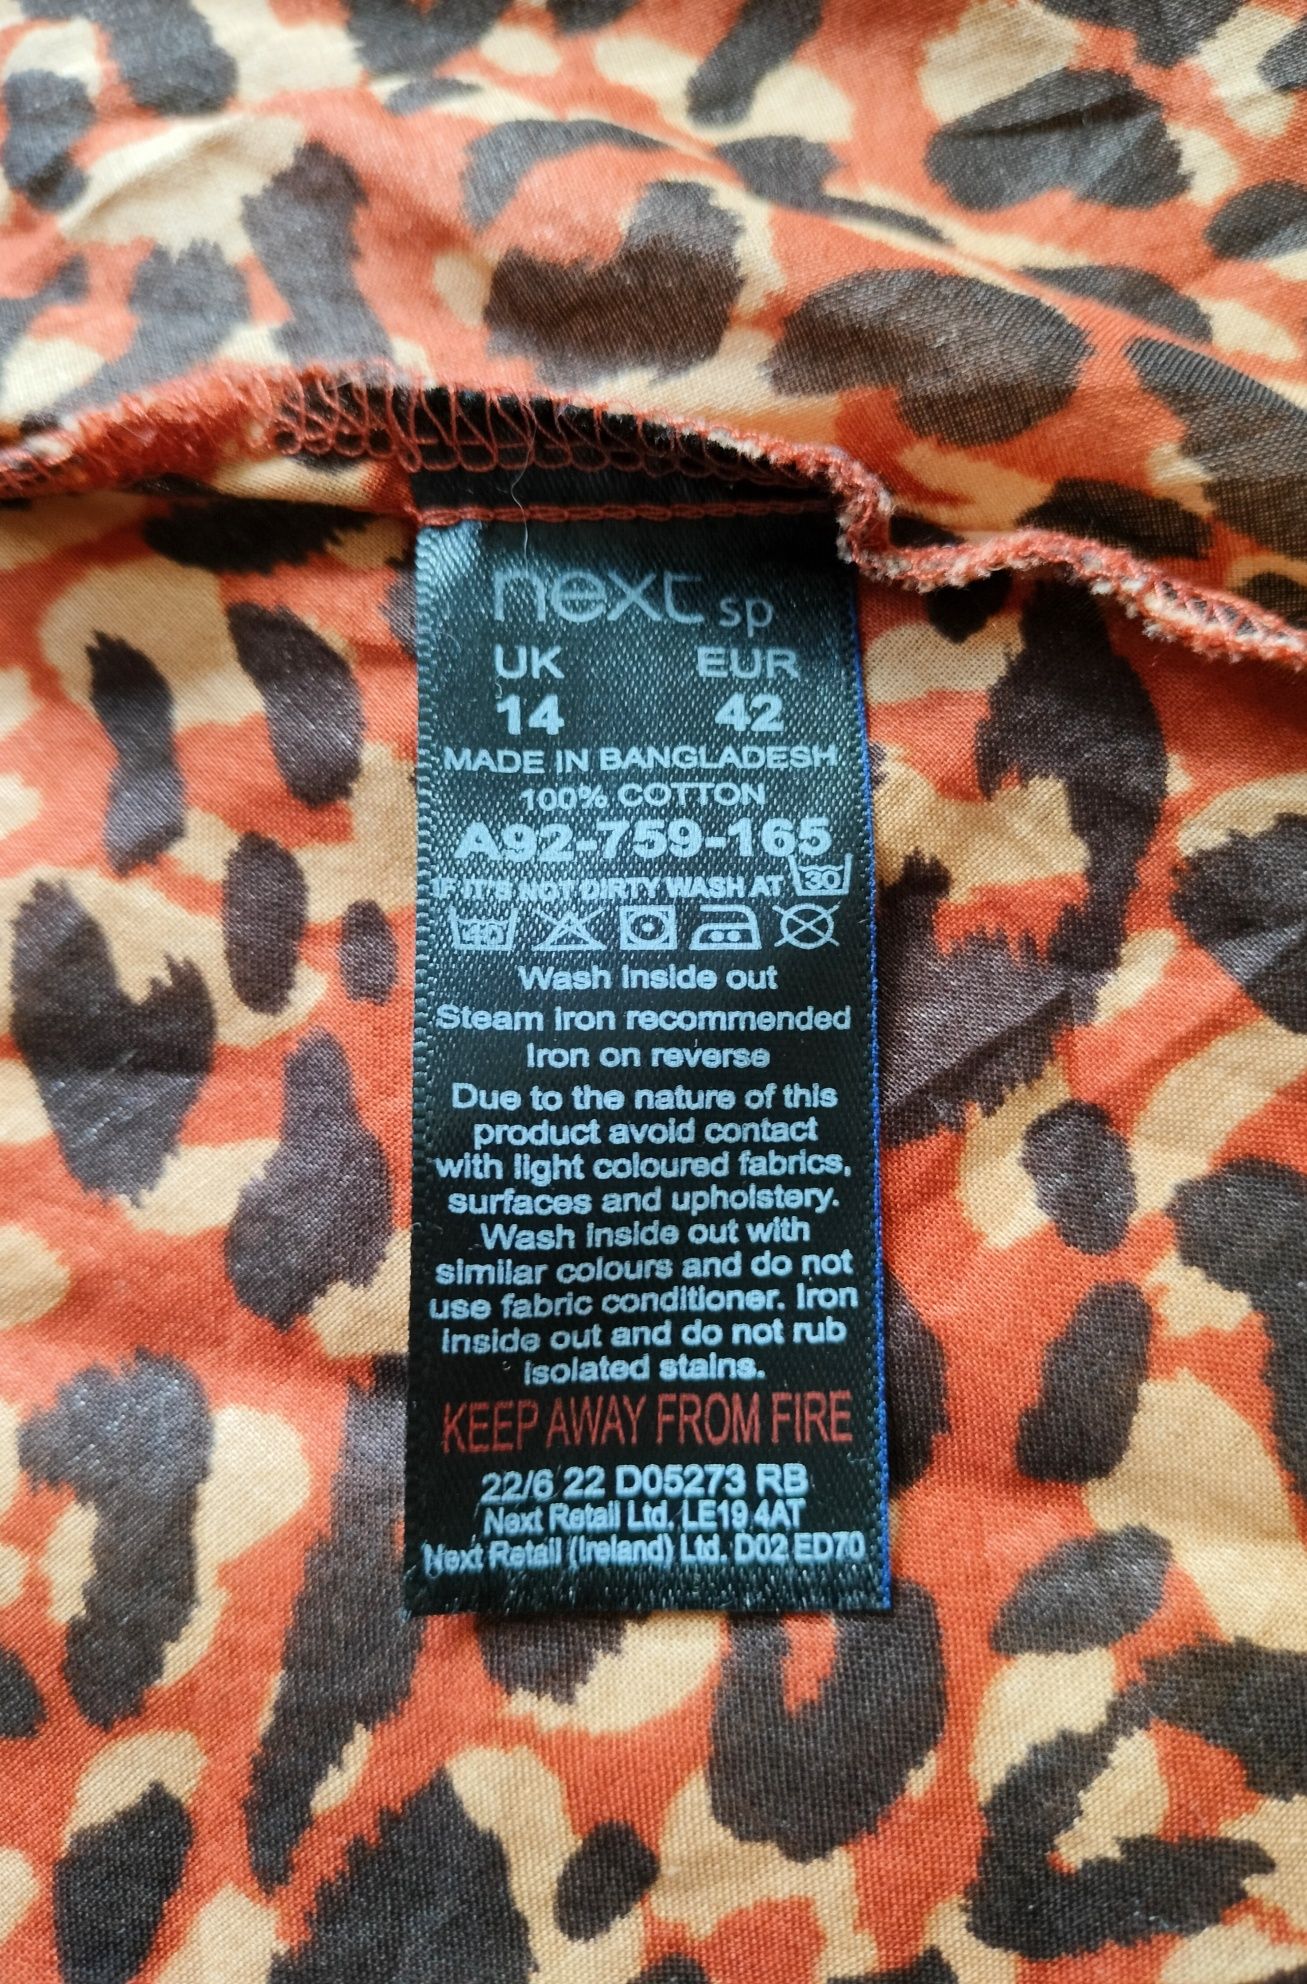 next sp
UK EUR
14 42
MADE IN BANGLADESH
100% COTTON
A92-759-165
IF IT'S NOT DIRTY WASH AT 30
40
Wash inside out
Steam iron recommended
Iron on reverse
Due to the nature of this
product avoid contact
with light coloured fabrics,
surfaces and upholstery.
Wash inside out with
similar colours and do not
use fabric conditioner. Iron
inside out and do not rub
isolated stains.
KEEP AWAY FROM FIRE
22/6 22 D05273 RB
Next Retail Ltd. LE19 4AT
Next Retail (Ireland) Ltd. D02 ED70